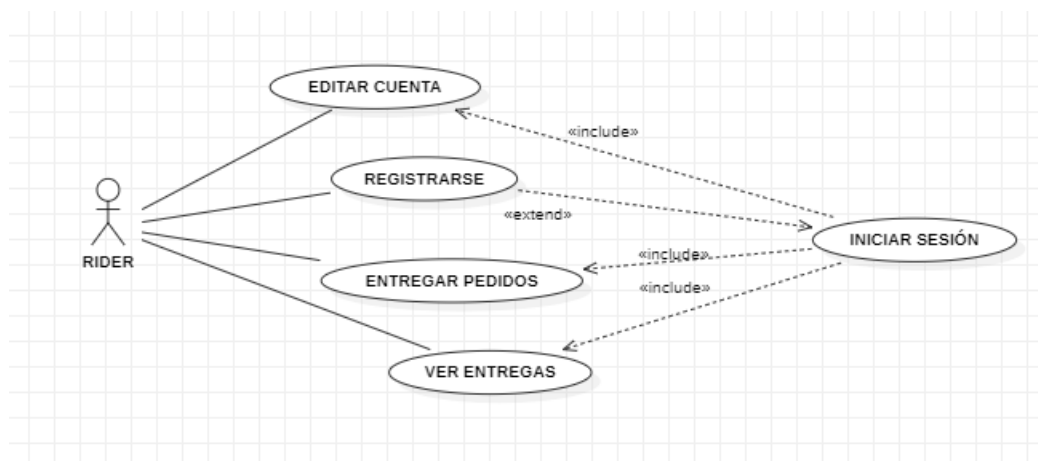 EDITAR CUENTA
«include»
REGISTRARSE
«extend»
INICIAR SESIÓN
«include»
RIDER
ENTREGAR PEDIDOS
«include»
VER ENTREGAS